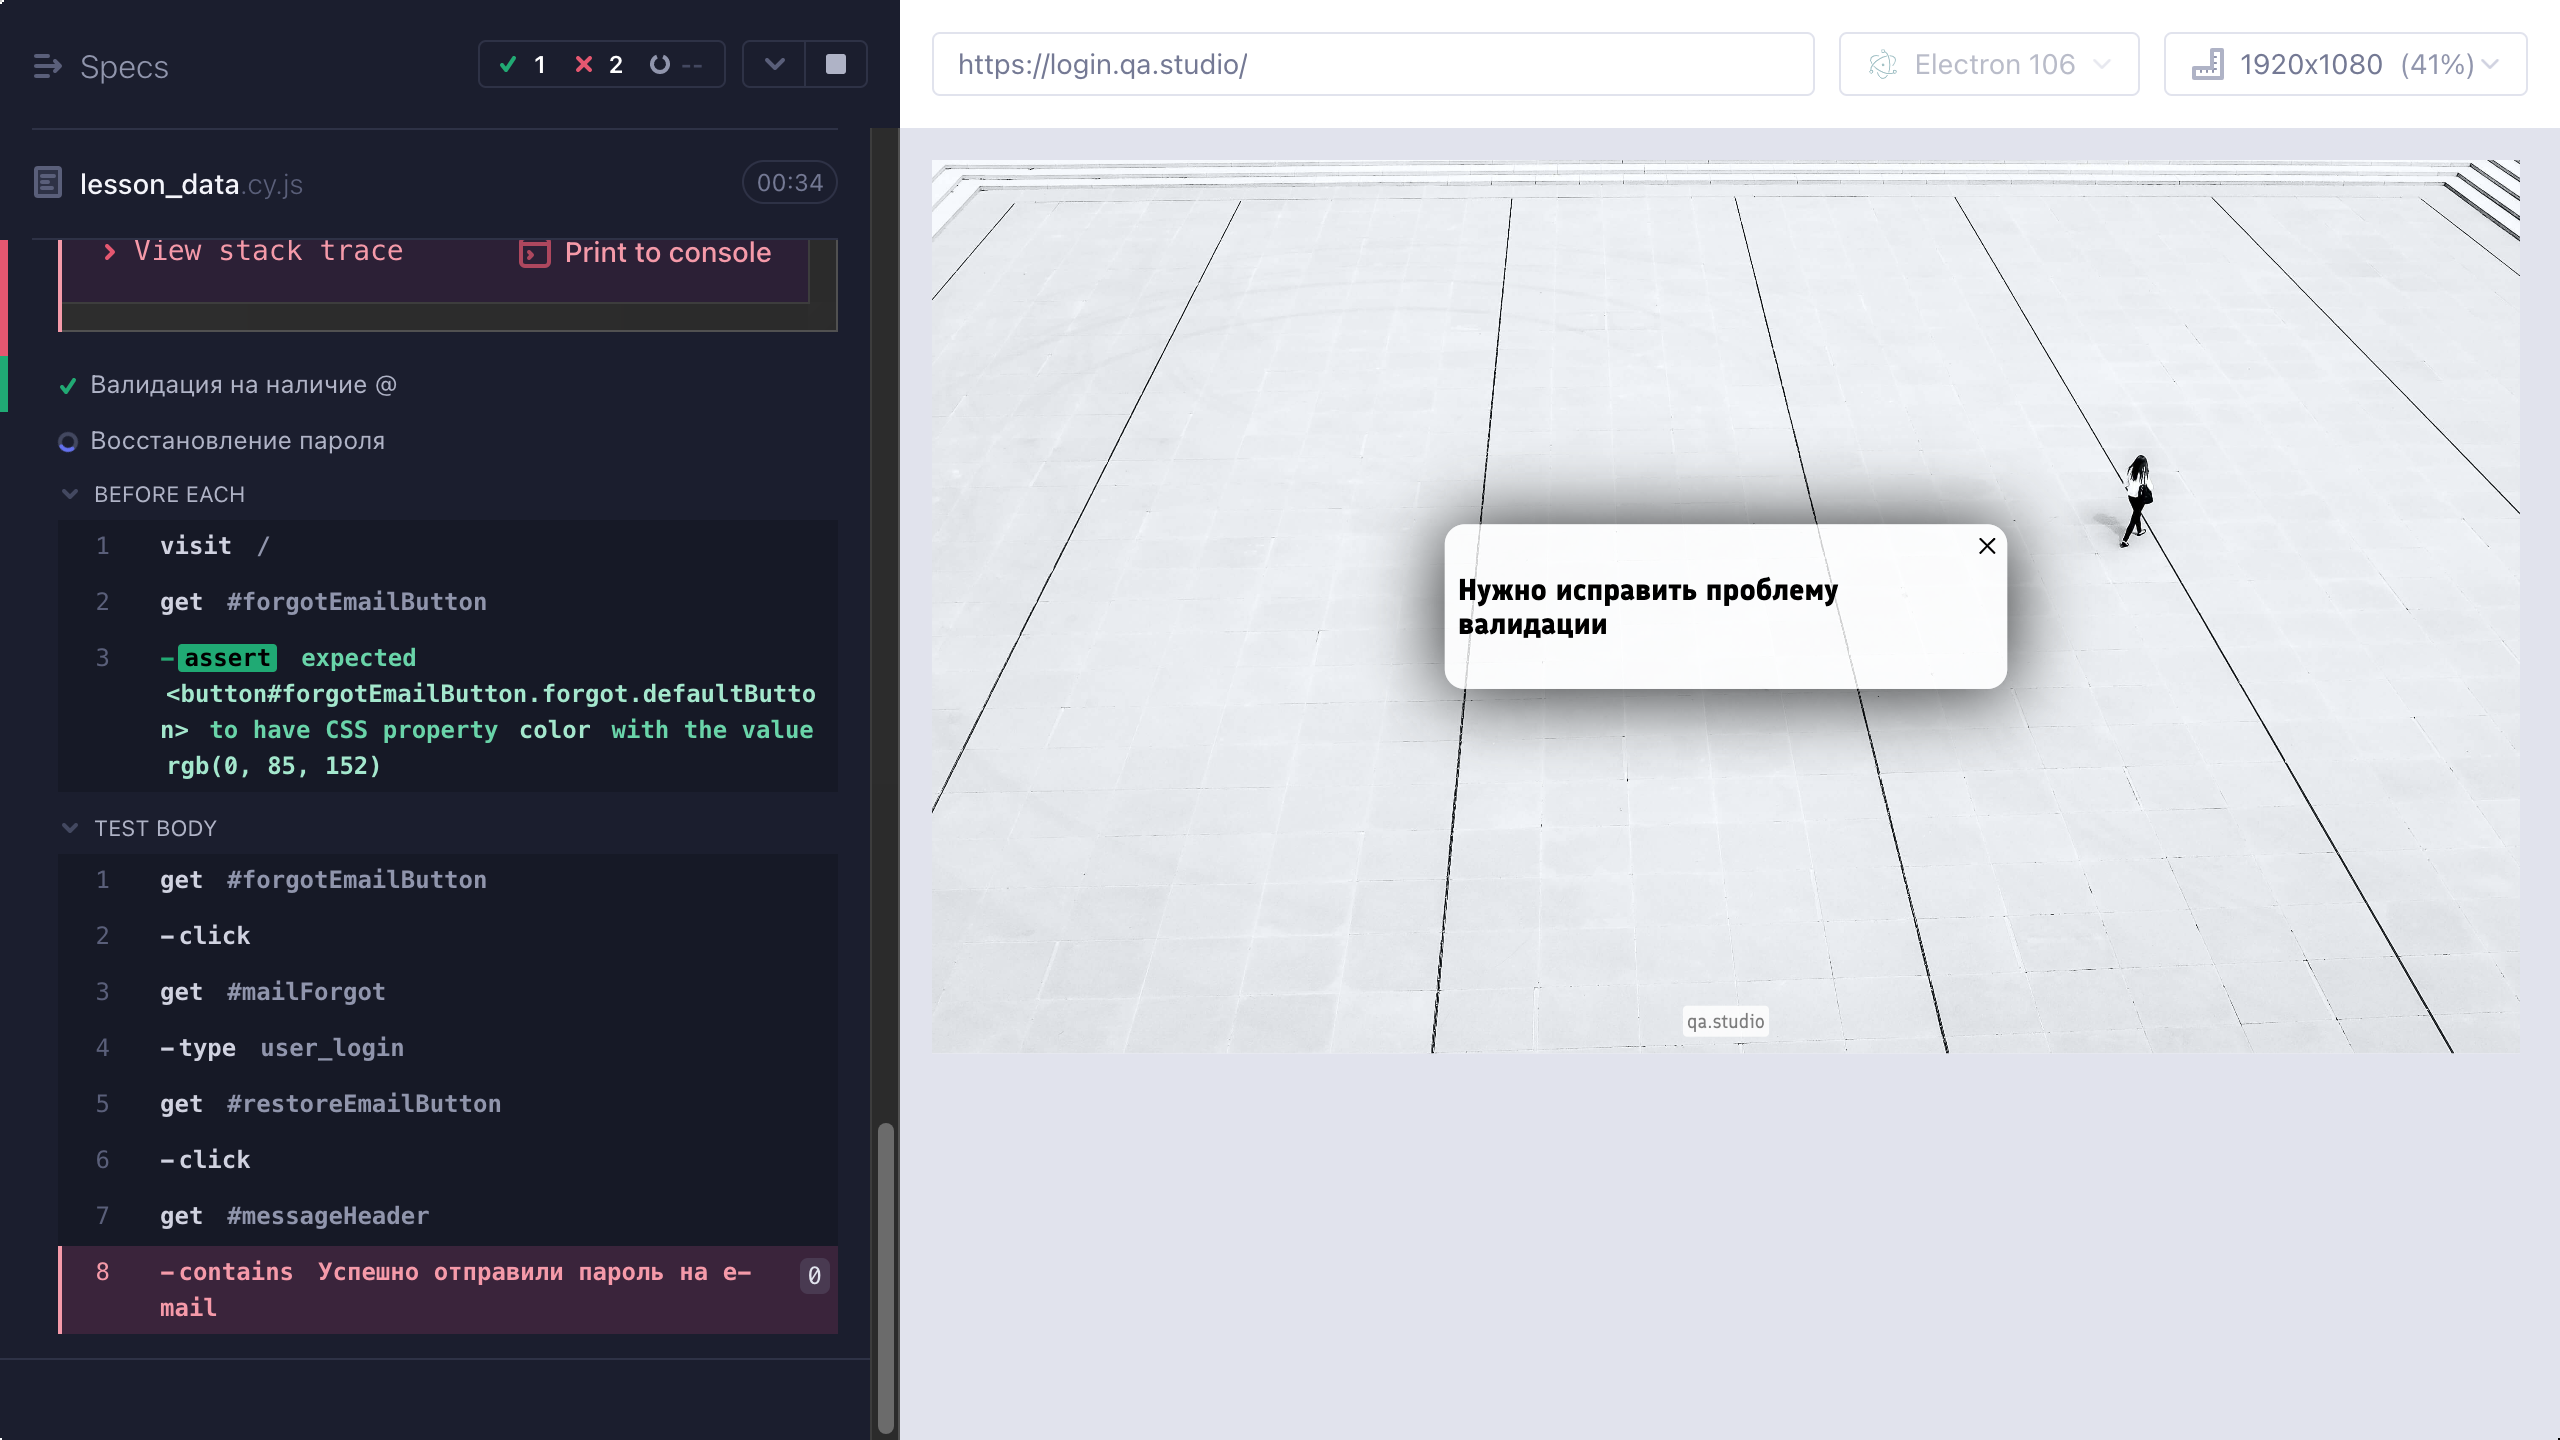 Specs
1 2 --
lesson_data.cy.js 00:34
View stack trace Print to console
Валидация на наличие @
Восстановление пароля
BEFORE EACH
1 visit /
2 get #forgotEmailButton
3 -assert expected
<button#forgotEmailButton.forgot.defaultButto
n> to have CSS property color with the value
rgb(0, 85, 152)
TEST BODY
1 get #forgotEmailButton
2 -click
3 get #mailForgot
4 -type user_login
5 get #restoreEmailButton
6 -click
7 get #messageHeader
8 -contains Успешно отправили пароль на e-
mail
0
https://login.qa.studio/
Electron 106
1920x1080 (41%)
Нужно исправить проблему
валидации
qa.studio